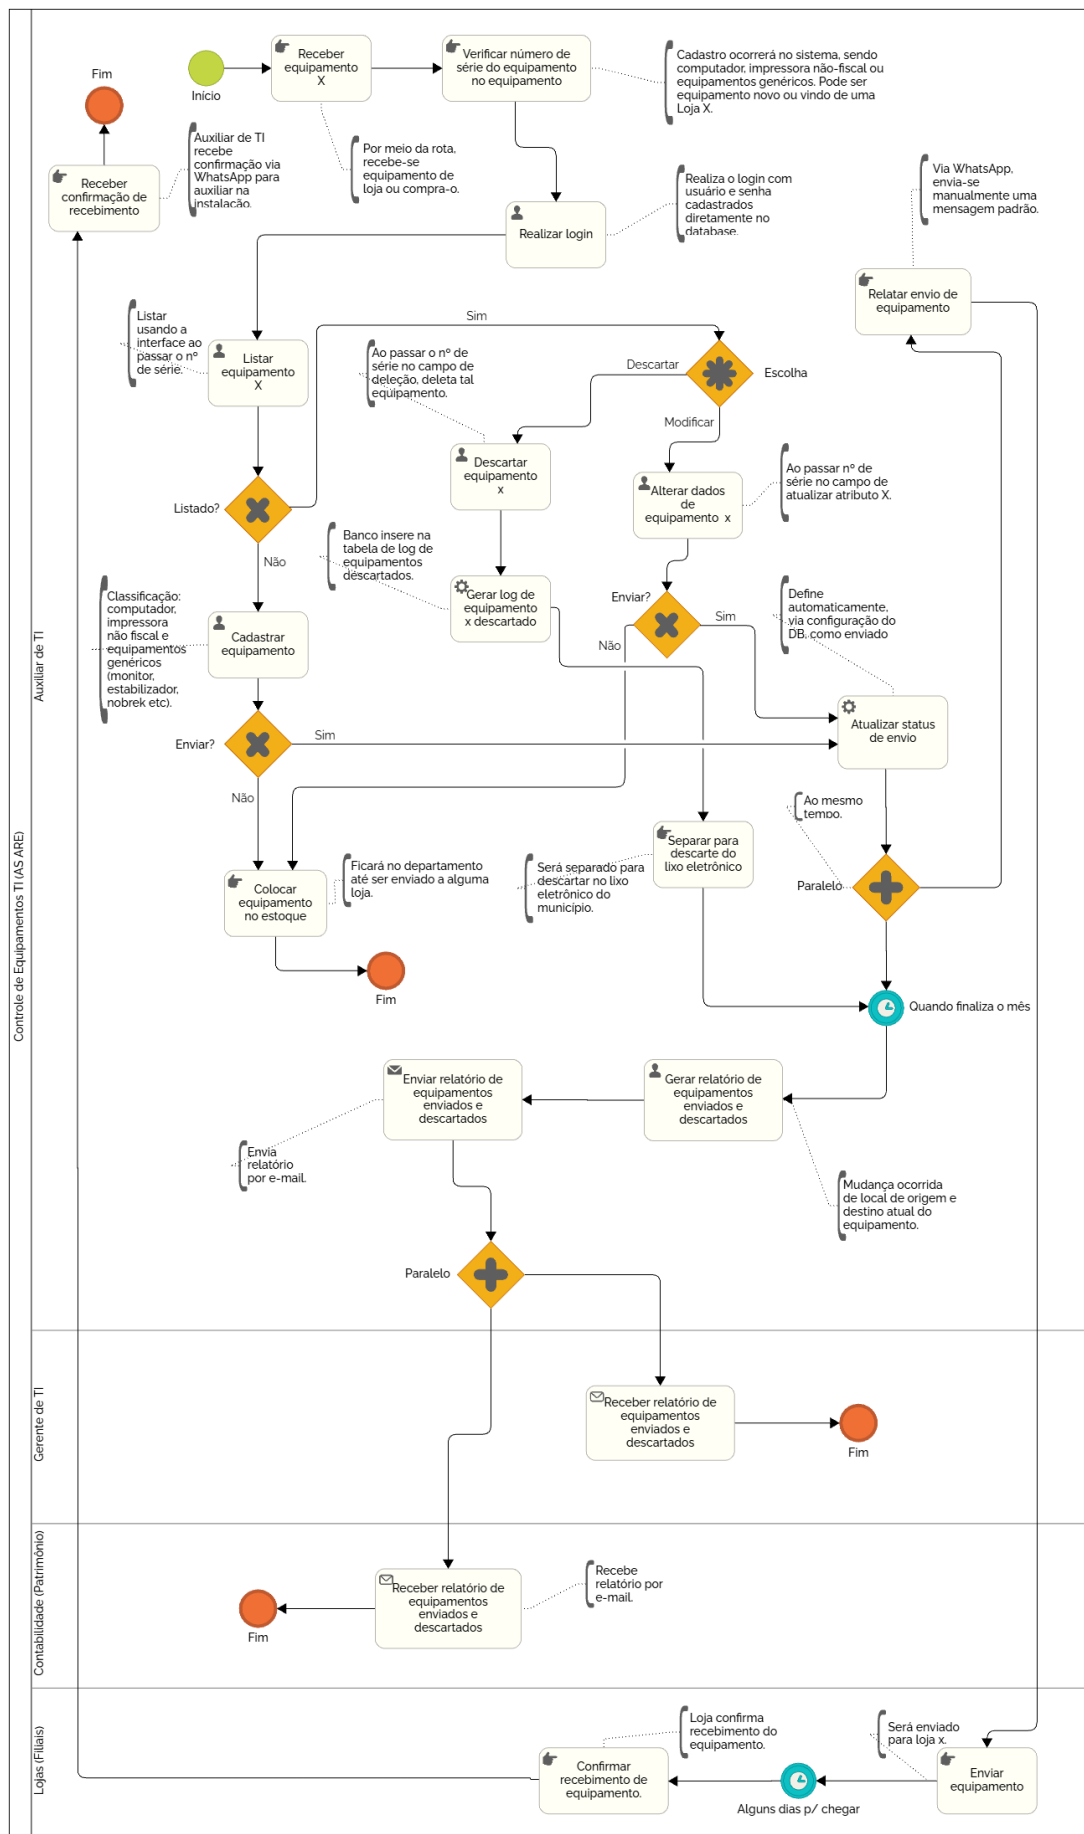 Controle de Equipamentos TI (AS ARE)
Auxiliar de TI
Fim
Início
Receber
equipamento
X
Verificar número de
série do equipamento
no equipamento
Cadastro ocorrerá no sistema, sendo
computador, impressora não-fiscal ou
equipamentos genéricos. Pode ser
equipamento novo ou vindo de uma
Loja X.
Auxiliar de TI
recebe
confirmação via
WhatsApp para
auxiliar na
instalação.
Por meio da rota,
recebe-se
equipamento de
loja ou compra-o.
Receber
confirmação de
recebimento
Realizar login
Realiza o login com
usuário e senha
cadastrados
diretamente no
database.
Via WhatsApp,
envia-se
manualmente uma
mensagem padrão.
Relatar envio de
equipamento
Listar
usando a
interface ao
passar o nº
de série.
Listar
equipamento
X
Sim
Ao passar o nº de
série no campo de
deleção, deleta tal
equipamento.
Descartar
Escolha
Modificar
Descartar
equipamento
x
Alterar dados
de
equipamento x
Ao passar nº de
série no campo de
atualizar atributo X.
Listado?
Não
Banco insere na
tabela de log de
equipamentos
descartados.
Gerar log de
equipamento
x descartado
Enviar?
Sim
Não
Define
automaticamente,
via configuração do
DB, como enviado
Classificação:
computador,
impressora
não fiscal e
equipamentos
genéricos
(monitor,
estabilizador,
nobrek etc).
Cadastrar
equipamento
Enviar?
Sim
Não
Atualizar status
de envio
Ao mesmo
tempo.
Separar para
descarte do
lixo eletrônico
Será separado para
descartar no lixo
eletrônico do
município.
Paralelo
Colocar
equipamento
no estoque
Ficará no departamento
até ser enviado a alguma
loja.
Fim
Quando finaliza o mês
Enviar relatório de
equipamentos
enviados e
descartados
Gerar relatório de
equipamentos
enviados e
descartados
Envia
relatório
por e-mail.
Mudança ocorrida
de local de origem e
destino atual do
equipamento.
Paralelo
Gerente de TI
Receber relatório de
equipamentos
enviados e
descartados
Fim
Contabilidade (Patrimônio)
Receber relatório de
equipamentos
enviados e
descartados
Recebe
relatório por
e-mail.
Fim
Lojas (Filiais)
Loja confirma
recebimento do
equipamento.
Será enviado
para loja x.
Confirmar
recebimento de
equipamento.
Alguns dias p/ chegar
Enviar
equipamento